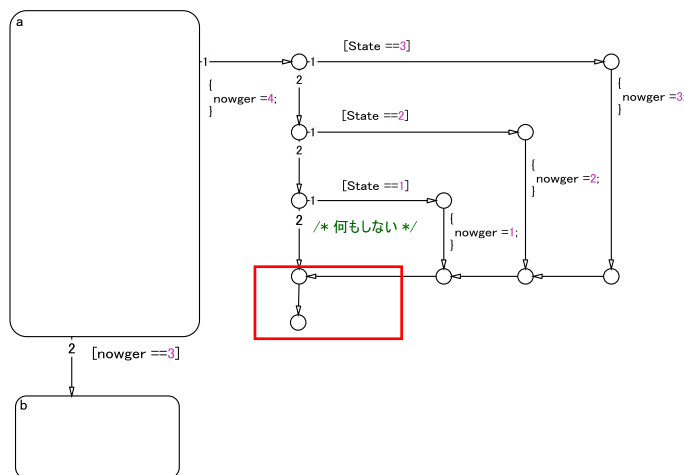 a
1
{
nowger =4;
}
1
[State ==3]
{
nowger =3;
}
2
1
[State ==2]
{
nowger =2;
}
2
1
[State ==1]
{
nowger =1;
}
2
/* 何もしない */
2
[nowger ==3]
b